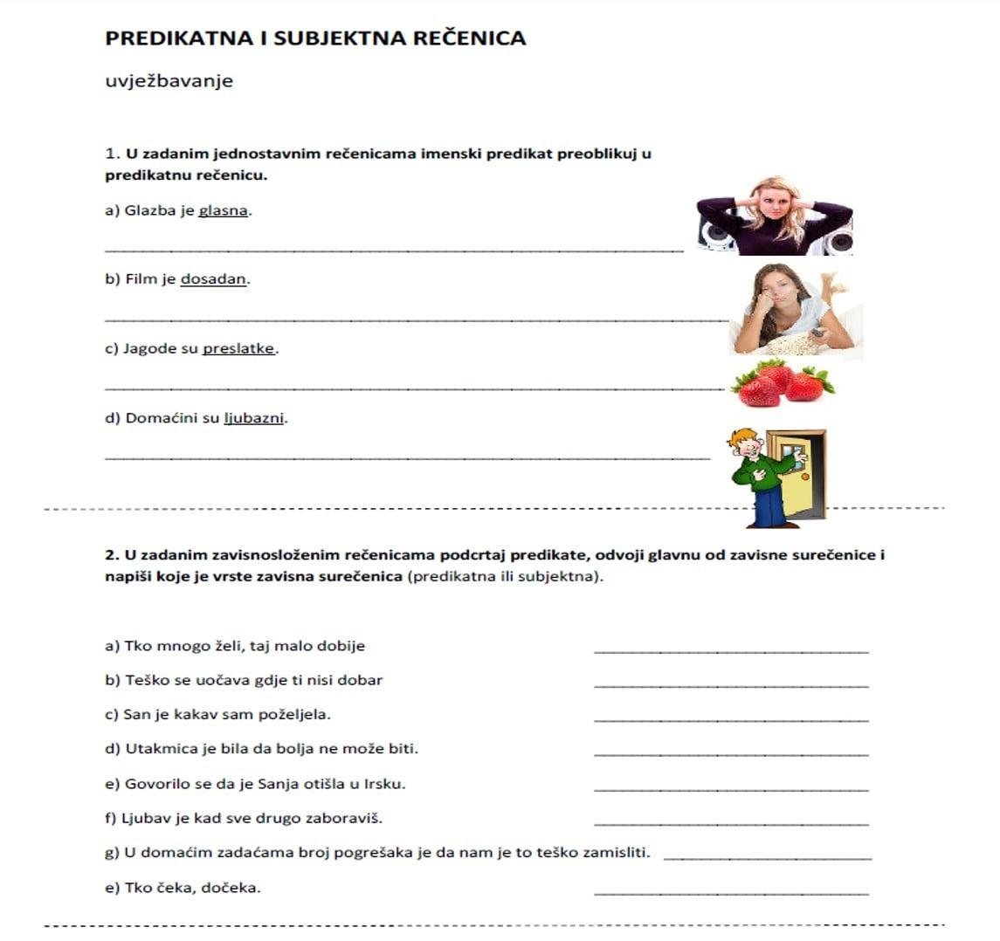 PREDIKATNA I SUBJEKTNA REČENICA
uvježbavanje
1. U zadanim jednostavnim rečenicama imenski predikat preoblikuj u
predikatnu rečenicu.
a) Glazba je glasna.
b) Film je dosadan.
c) Jagode su preslatke.
d) Domaćini su ljubazni.
2. U zadanim zavisnosloženim rečenicama podcrtaj predikate, odvoji glavnu od zavisne surečenice i
napiši koje je vrste zavisna surečenica (predikatna ili subjektna).
a) Tko mnogo želi, taj malo dobije
b) Teško se uočava gdje ti nisi dobar
c) San je kakav sam poželjela.
d) Utakmica je bila da bolja ne može biti.
e) Govorilo se da je Sanja otišla u Irsku.
f) Ljubav je kad sve drugo zaboraviš.
g) U domaćim zadaćama broj pogrešaka je da nam je to teško zamisliti.
e) Tko čeka, dočeka.